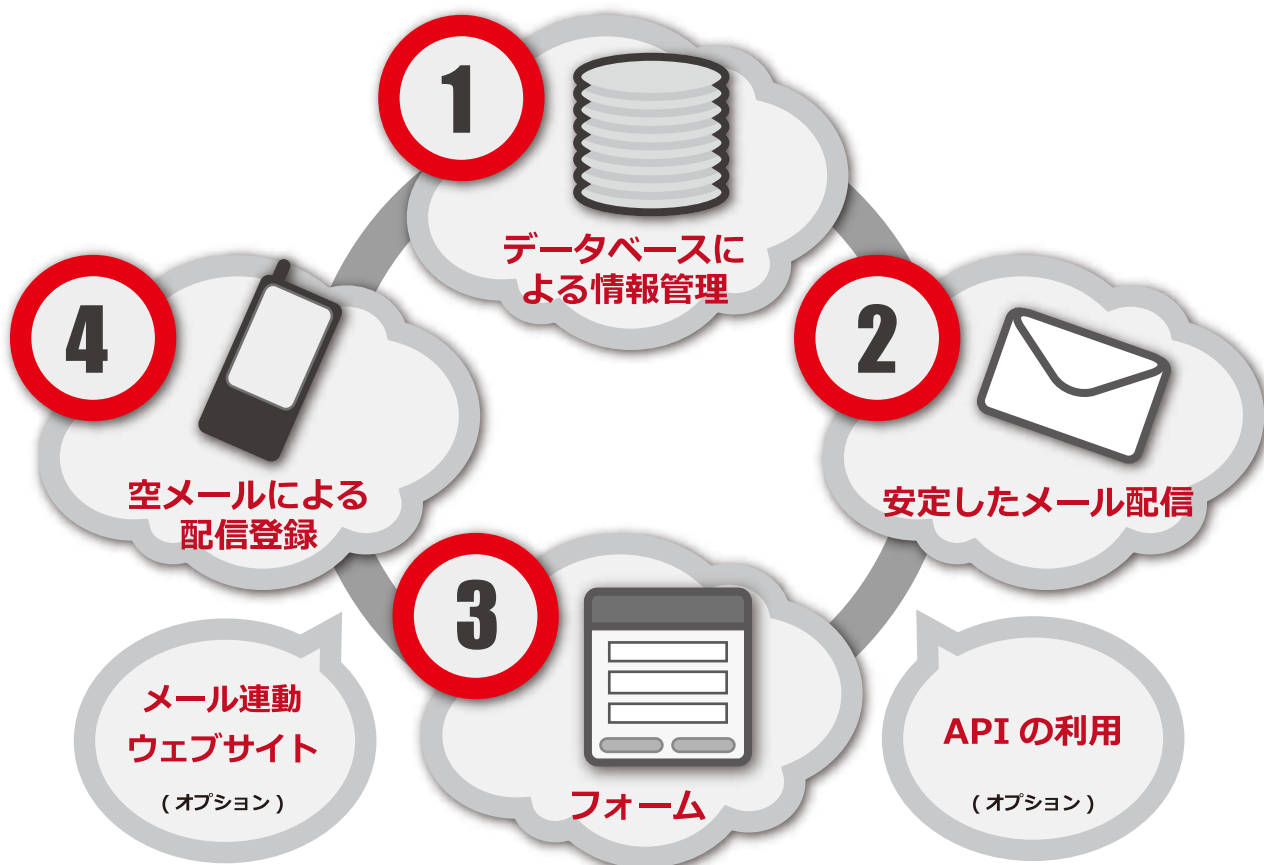 1
データベースに
よる情報管理
2
安定したメール配信
3
フォーム
4
空メールによる
配信登録
メール連動
ウェブサイト
( オプション )
API の利用
( オプション )